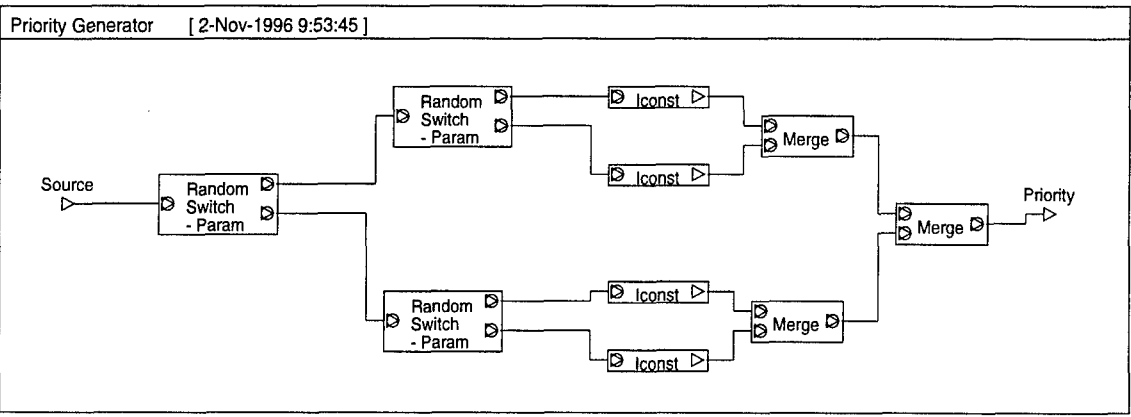 Priority Generator [ 2-Nov-1996 9:53:45 ]
Random
Switch
- Param
Iconst
Merge
Iconst
Source
Random
Switch
- Param
Priority
Merge
Random
Switch
- Param
Iconst
Merge
Iconst